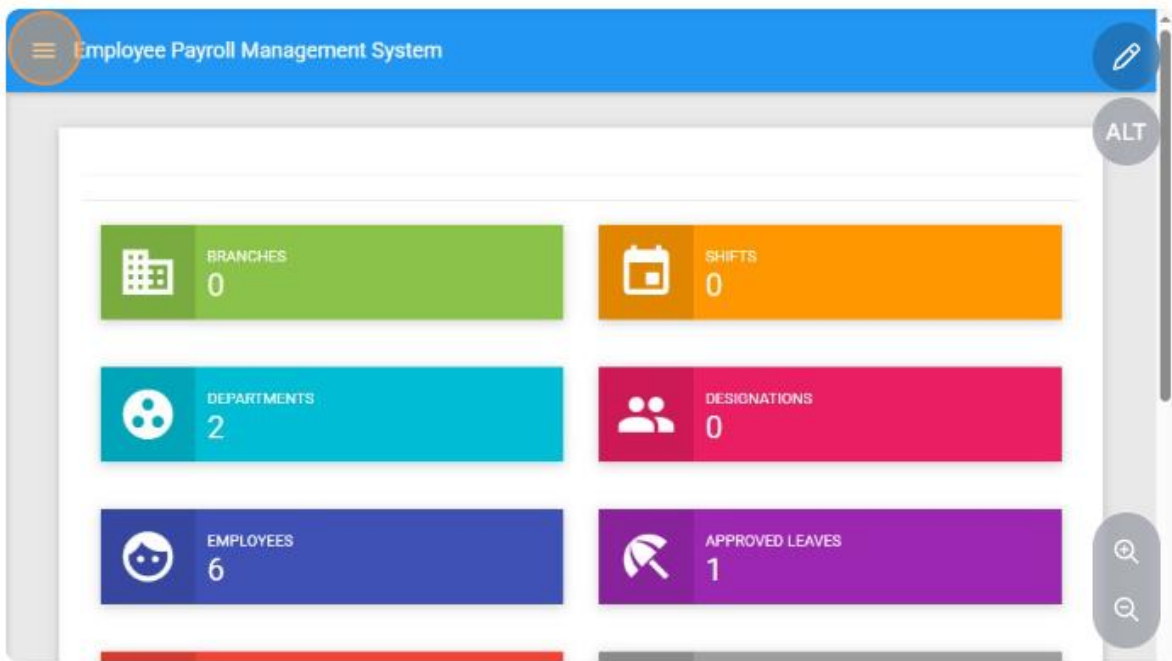 Employee Payroll Management System
ALT
BRANCHES
0
SHIFTS
0
DEPARTMENTS
2
DESIGNATIONS
0
EMPLOYEES
6
APPROVED LEAVES
1